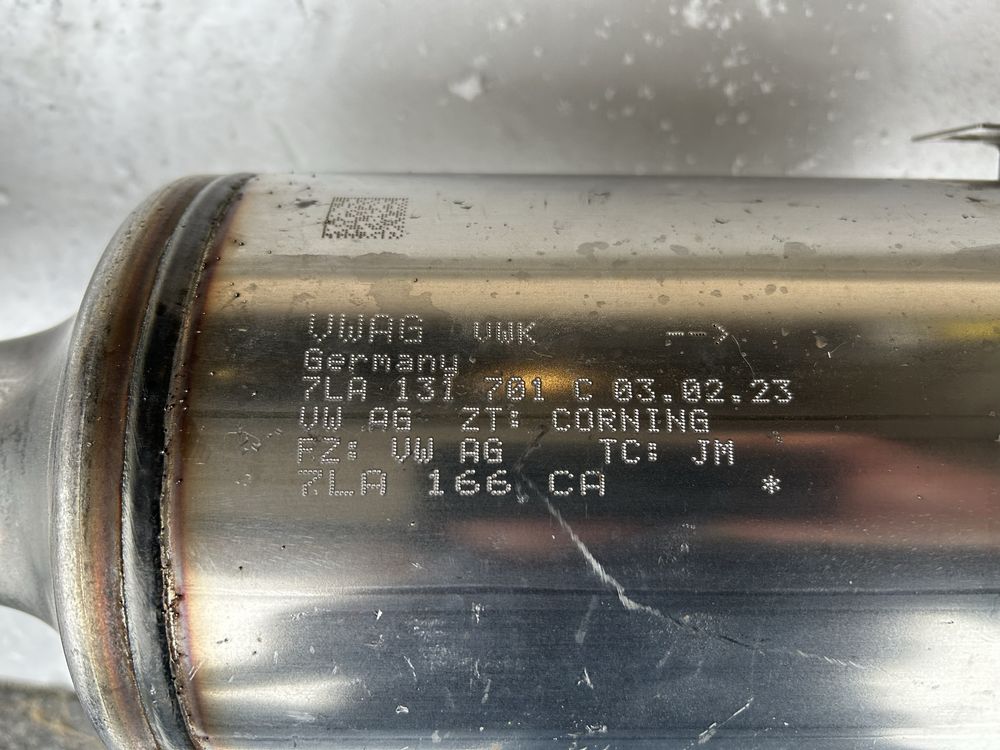 VWAG VWK -->
Germany
7LA 131 701 C 03.02.23
VW AG ZT: CORNING
FZ: VW AG TC: JM
7LA 166 CA *